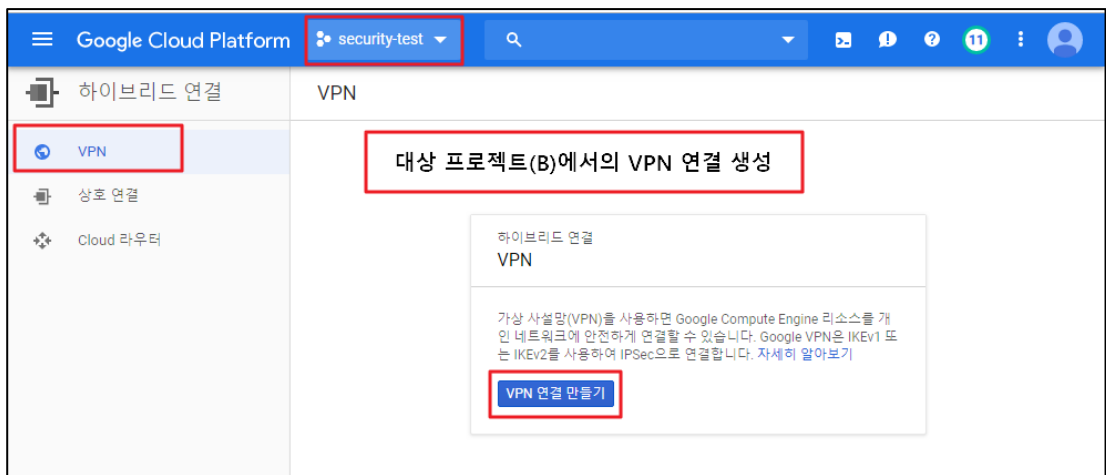 Google Cloud Platform
security-test
11
하이브리드 연결
VPN
VPN
대상 프로젝트(B)에서의 VPN 연결 생성
상호 연결
Cloud 라우터
하이브리드 연결
VPN
가상 사설망(VPN)을 사용하면 Google Compute Engine 리소스를 개
인 네트워크에 안전하게 연결할 수 있습니다. Google VPN은 IKEv1 또
는 IKEv2를 사용하여 IPSec으로 연결합니다. 자세히 알아보기
VPN 연결 만들기